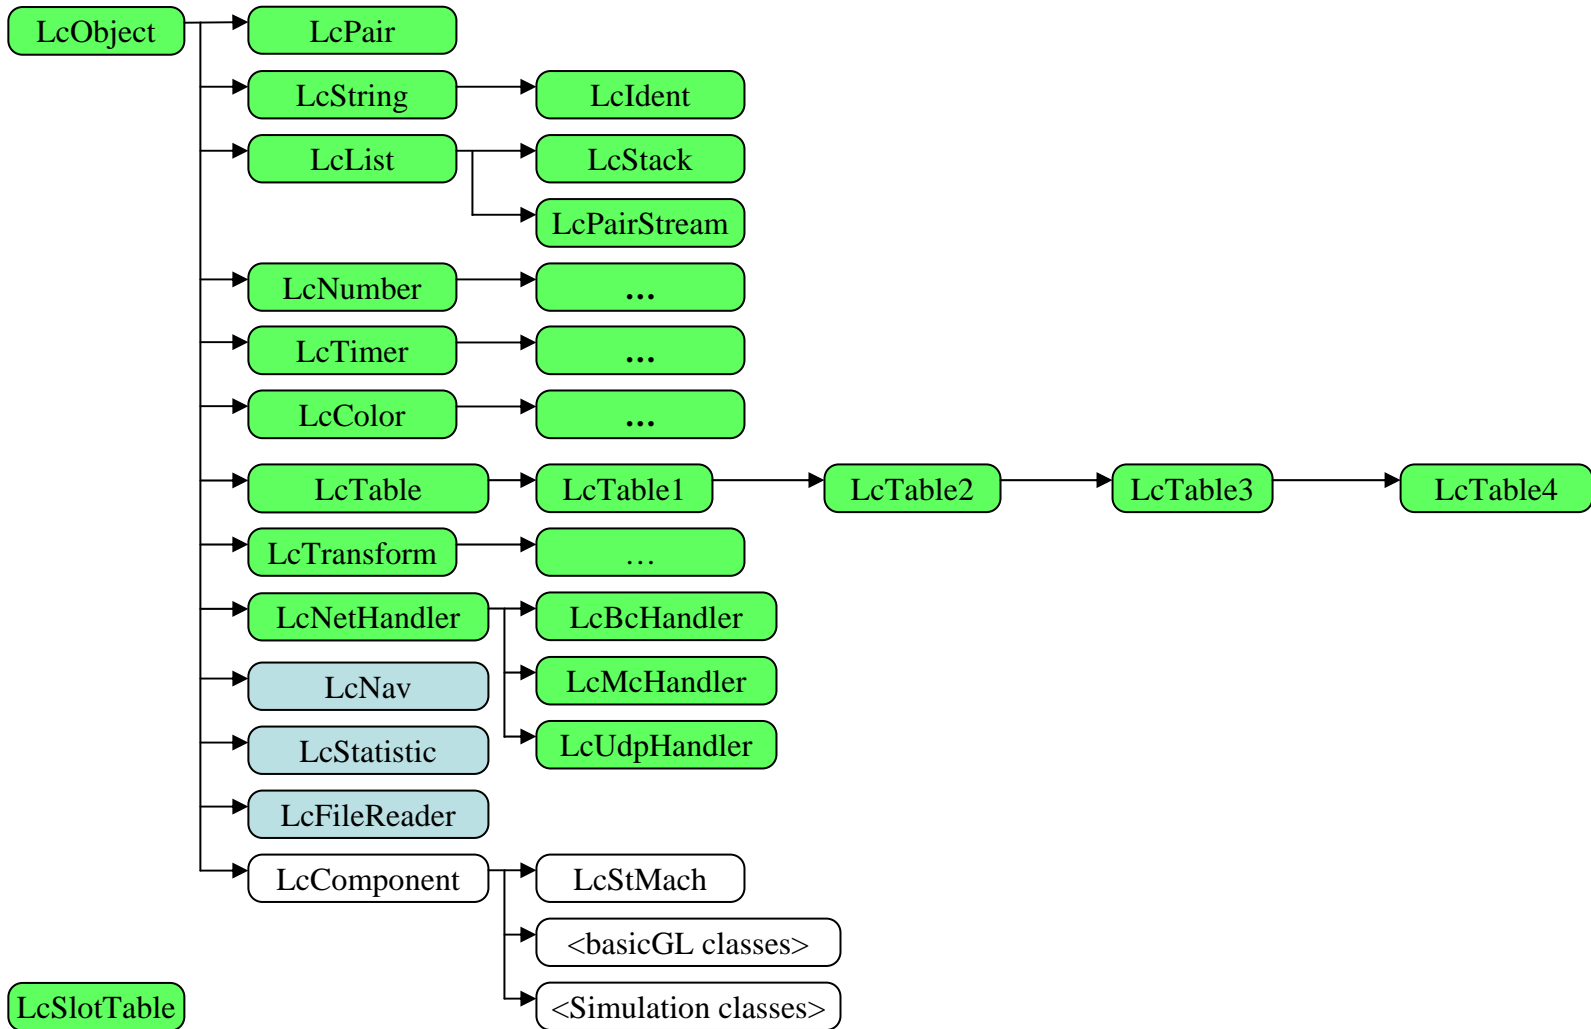 LcObject
LcPair
LcString
LcIdent
LcList
LcStack
LcPairStream
LcNumber
...
LcTimer
...
LcColor
...
LcTable
LcTable1
LcTable2
LcTable3
LcTable4
LcTransform
...
LcNetHandler
LcBcHandler
LcMcHandler
LcUdpHandler
LcNav
LcStatistic
LcFileReader
LcComponent
LcStMach
<basicGL classes>
<Simulation classes>
LcSlotTable